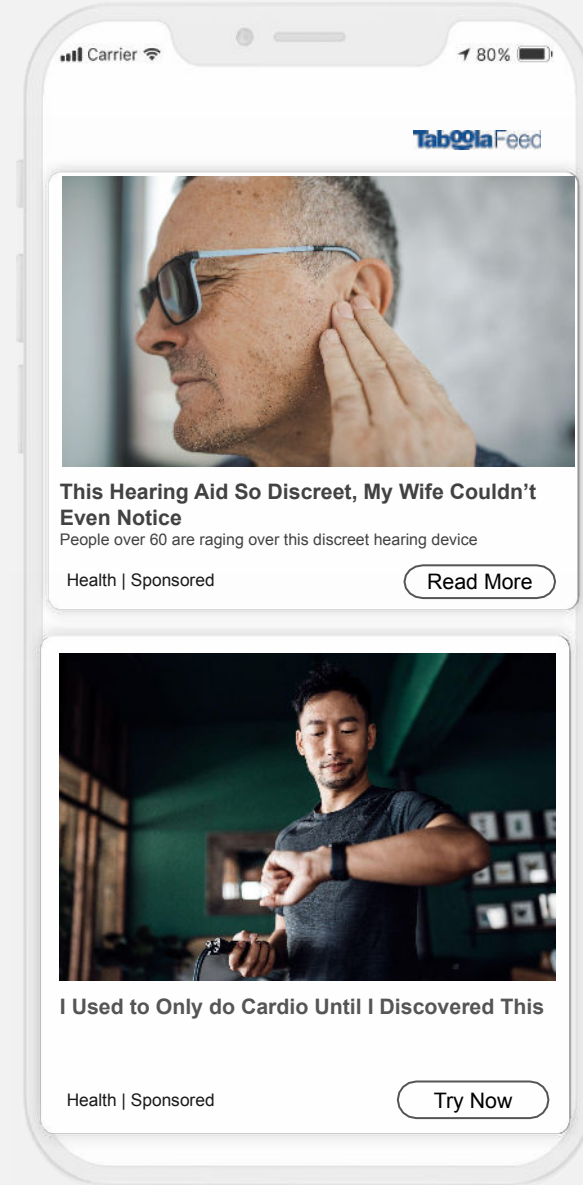 Carrier 80%
Taboola Feed
This Hearing Aid So Discreet, My Wife Couldn’t
Even Notice
People over 60 are raging over this discreet hearing device
Health | Sponsored Read More
I Used to Only do Cardio Until I Discovered This
Health | Sponsored Try Now